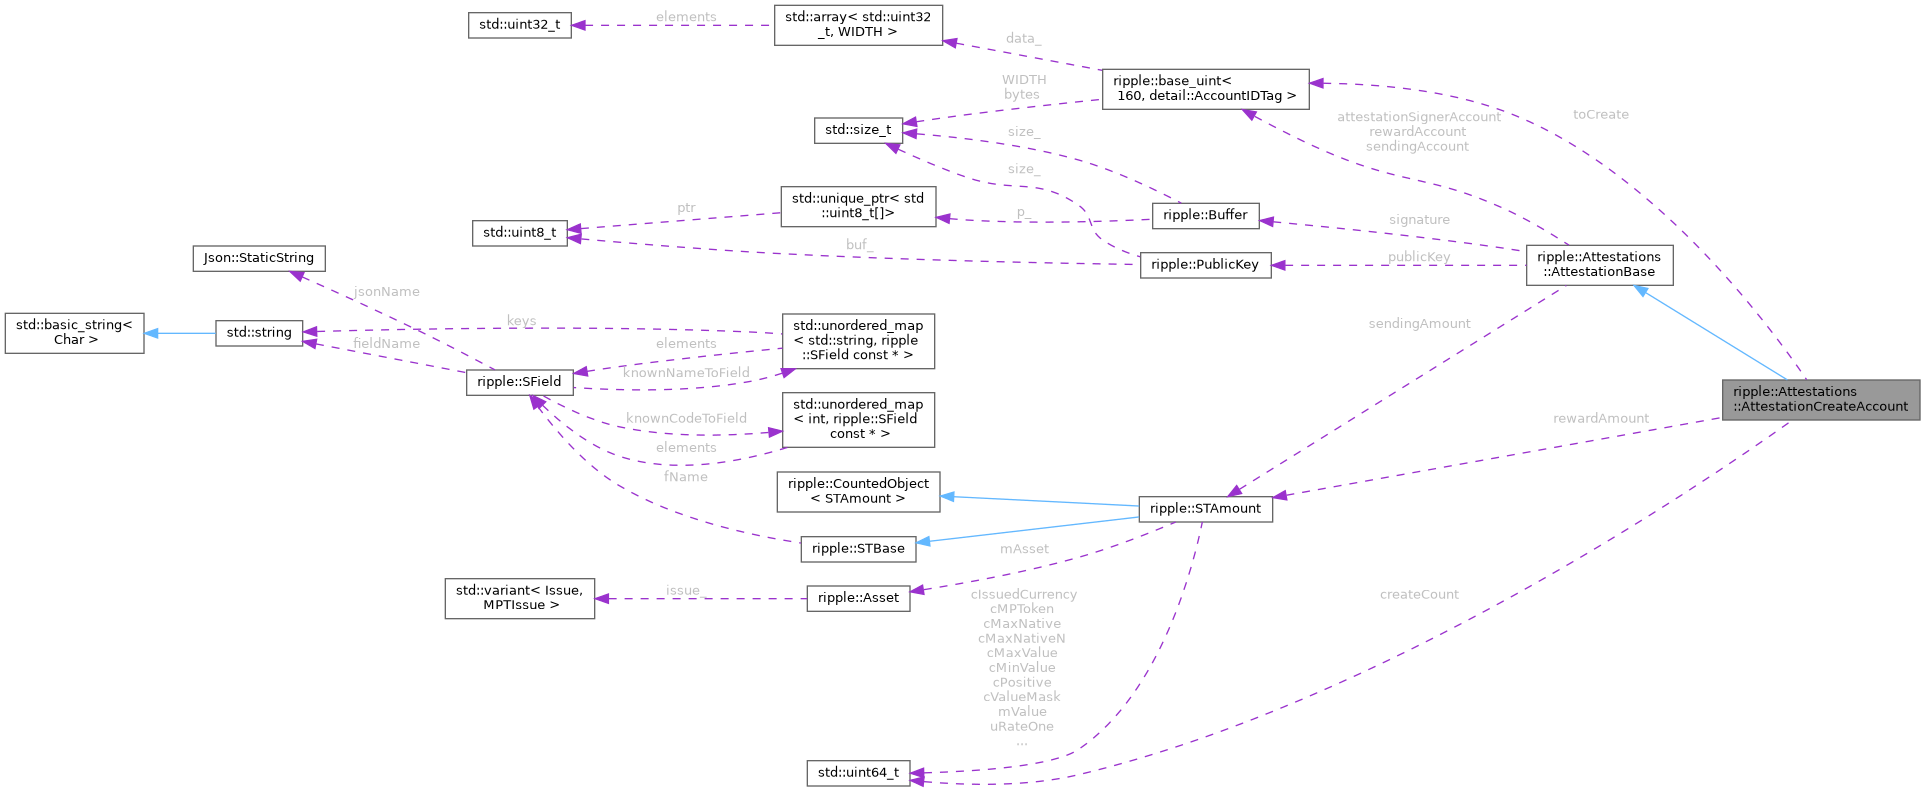 std::uint32_t
elements
std::array< std::uint32
_t, WIDTH >
data_
ripple::base_uint<
160, detail::AccountIDTag >
WIDTH
bytes
toCreate
attestationSignerAccount
rewardAccount
sendingAccount
std::size_t
size_
size_
std::unique_ptr< std
::uint8_t[]>
ptr
p_
ripple::Buffer
signature
std::uint8_t
buf_
ripple::PublicKey
publicKey
ripple::Attestations
::AttestationBase
Json::StaticString
jsonName
std::basic_string<
Char >
std::string
keys
fieldName
std::unordered_map
< std::string, ripple
::SField const * >
elements
knownNameToField
ripple::SField
sendingAmount
ripple::Attestations
::AttestationCreateAccount
knownCodeToField
std::unordered_map
< int, ripple::SField
const * >
elements
rewardAmount
fName
ripple::CountedObject
< STAmount >
ripple::STAmount
ripple::STBase
mAsset
std::variant< Issue,
MPTIssue >
issue_
ripple::Asset
createCount
cIssuedCurrency
cMPToken
cMaxNative
cMaxNativeN
cMaxValue
cMinValue
cPositive
cValueMask
mValue
uRateOne
...
std::uint64_t